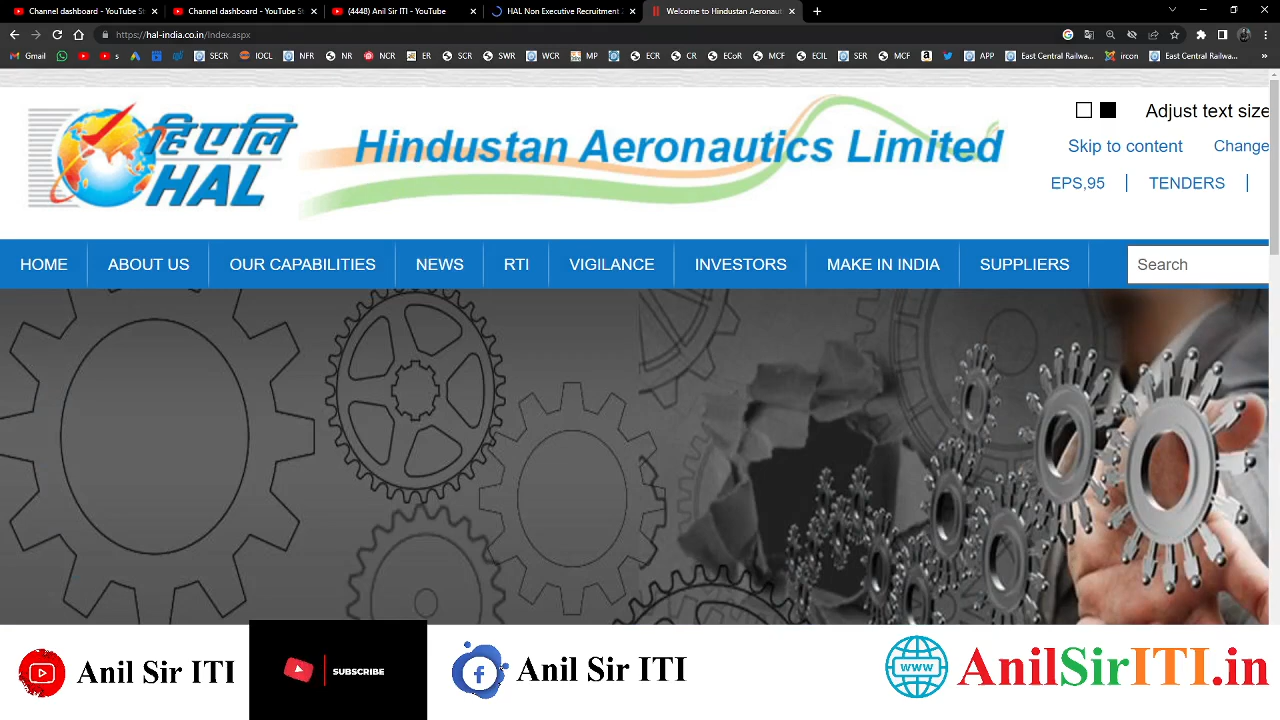 Channel dashboard - YouTube St
Channel dashboard - YouTube St
(4448) Anil Sir ITI - YouTube
HAL Non Executive Recruitment
Welcome to Hindustan Aeronaut
https://hal-india.co.in/Index.aspx
Gmail
s
SECR
IOCL
NFR
NR
NCR
ER
SCR
SWR
WCR
MP
ECR
CR
ECoR
MCF
ECIL
SER
MCF
APP
East Central Railwa...
ircon
East Central Railwa...
»
हिएलि
HAL
Hindustan Aeronautics Limited
Adjust text size
Skip to content
Change
EPS,95
TENDERS
HOME
ABOUT US
OUR CAPABILITIES
NEWS
RTI
VIGILANCE
INVESTORS
MAKE IN INDIA
SUPPLIERS
Search
Anil Sir ITI
SUBSCRIBE
Anil Sir ITI
WWW
AnilSirITI.in